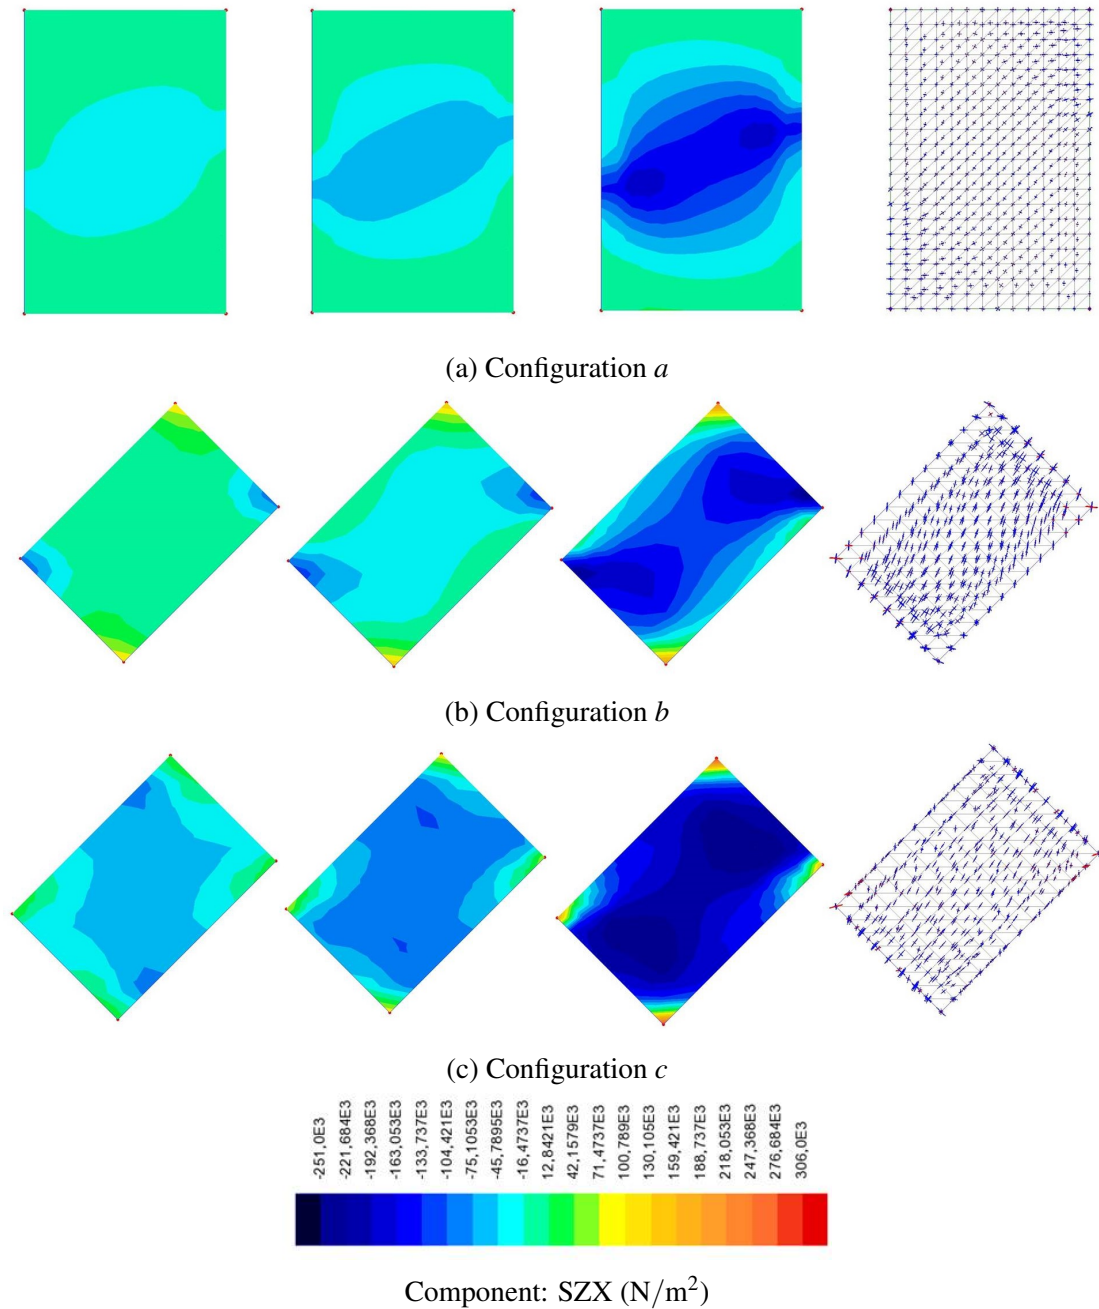 (a) Configuration a
(b) Configuration b
(c) Configuration c
-251,0E3
-221,684E3
-192,368E3
-163,053E3
-133,737E3
-104,421E3
-75,1053E3
-45,7895E3
-16,4737E3
12,8421E3
42,1579E3
71,4737E3
100,789E3
130,105E3
159,421E3
188,737E3
218,053E3
247,368E3
276,684E3
306,0E3
Component: SZX (N/m²)